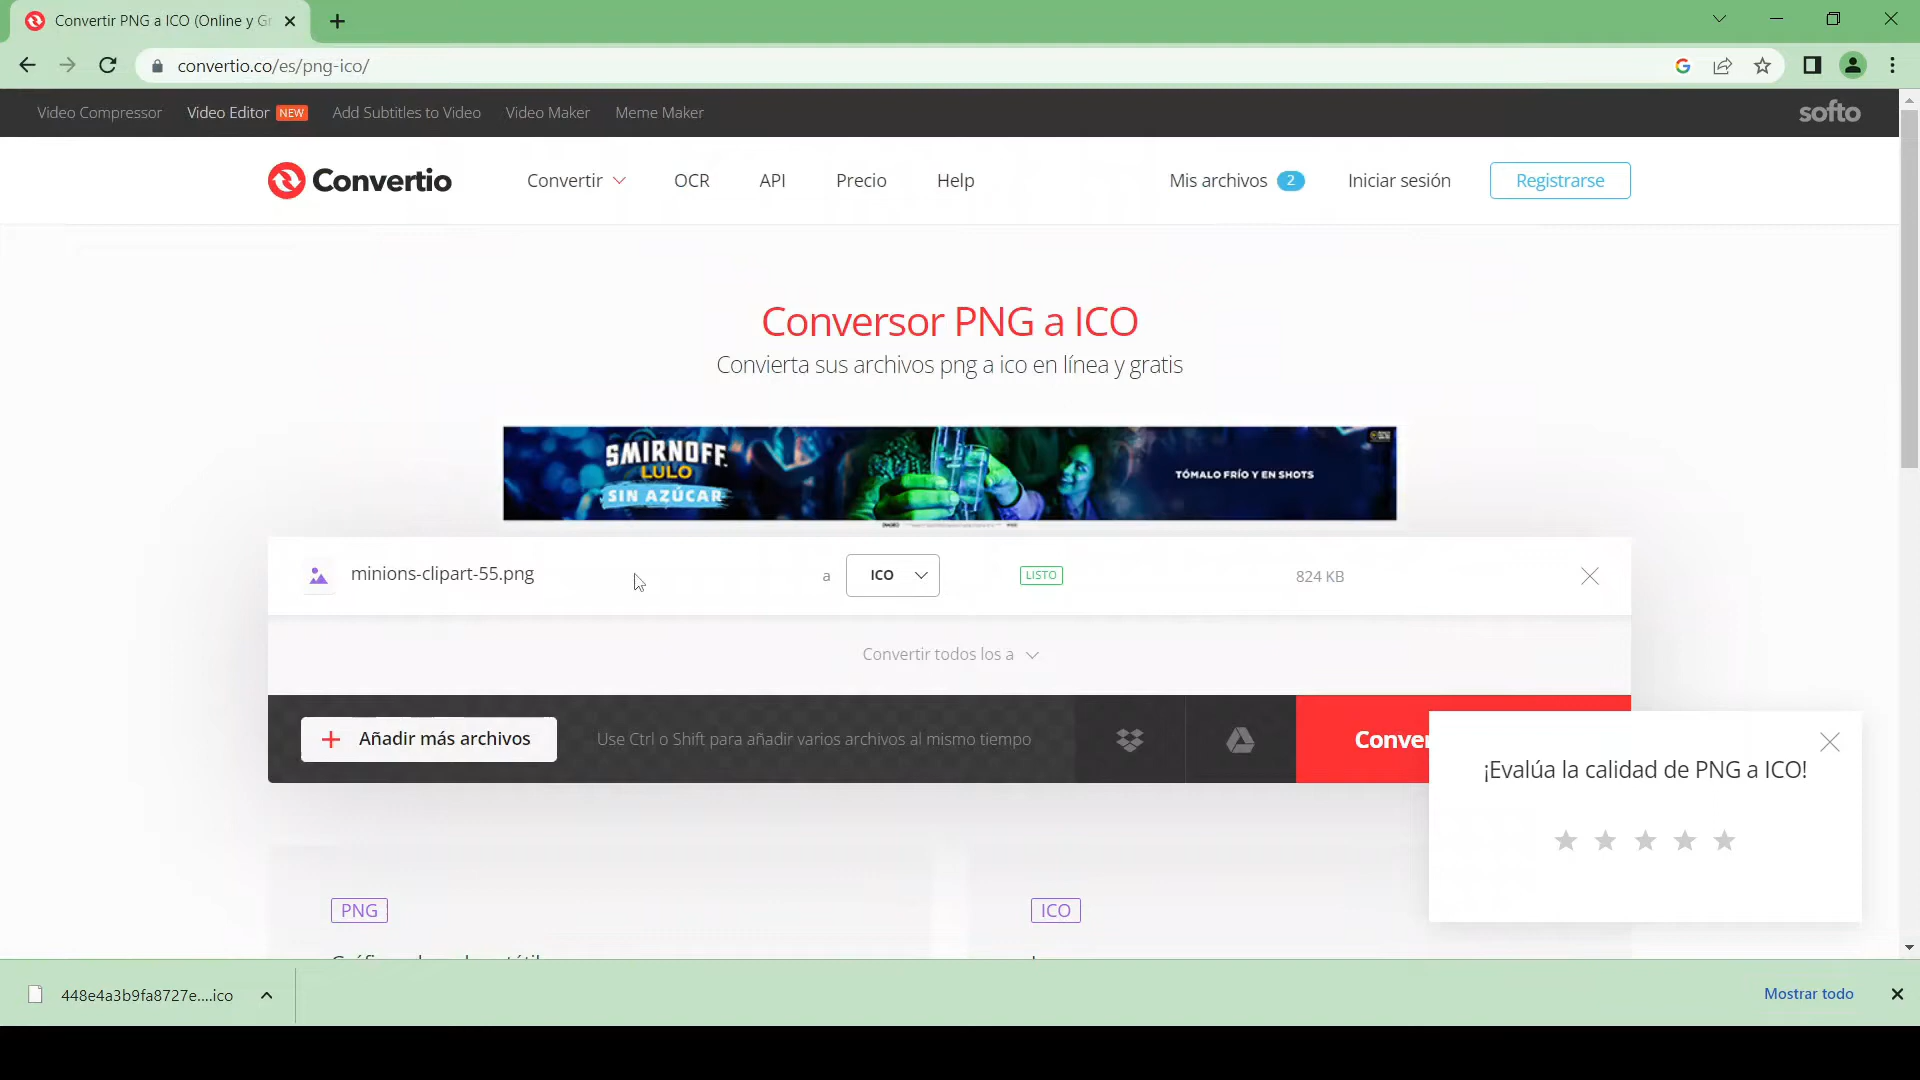 Convertir PNG a ICO (Online y Gr
convertio.co/es/png-ico/
Video Compressor Video Editor NEW Add Subtitles to Video Video Maker Meme Maker softo
Convertio Convertir OCR API Precio Help Mis archivos 2 Iniciar sesión Registrarse
Conversor PNG a ICO
Convierta sus archivos png a ico en línea y gratis
SMIRNOFF
LULO
SIN AZÚCAR
TÓMALO FRÍO Y EN SHOTS
minions-clipart-55.png a ICO LISTO 824 KB
Convertir todos los a
Añadir más archivos Use Ctrl o Shift para añadir varios archivos al mismo tiempo Conver
¡Evalúa la calidad de PNG a ICO!
PNG ICO
448e4a3b9fa8727e....ico Mostrar todo